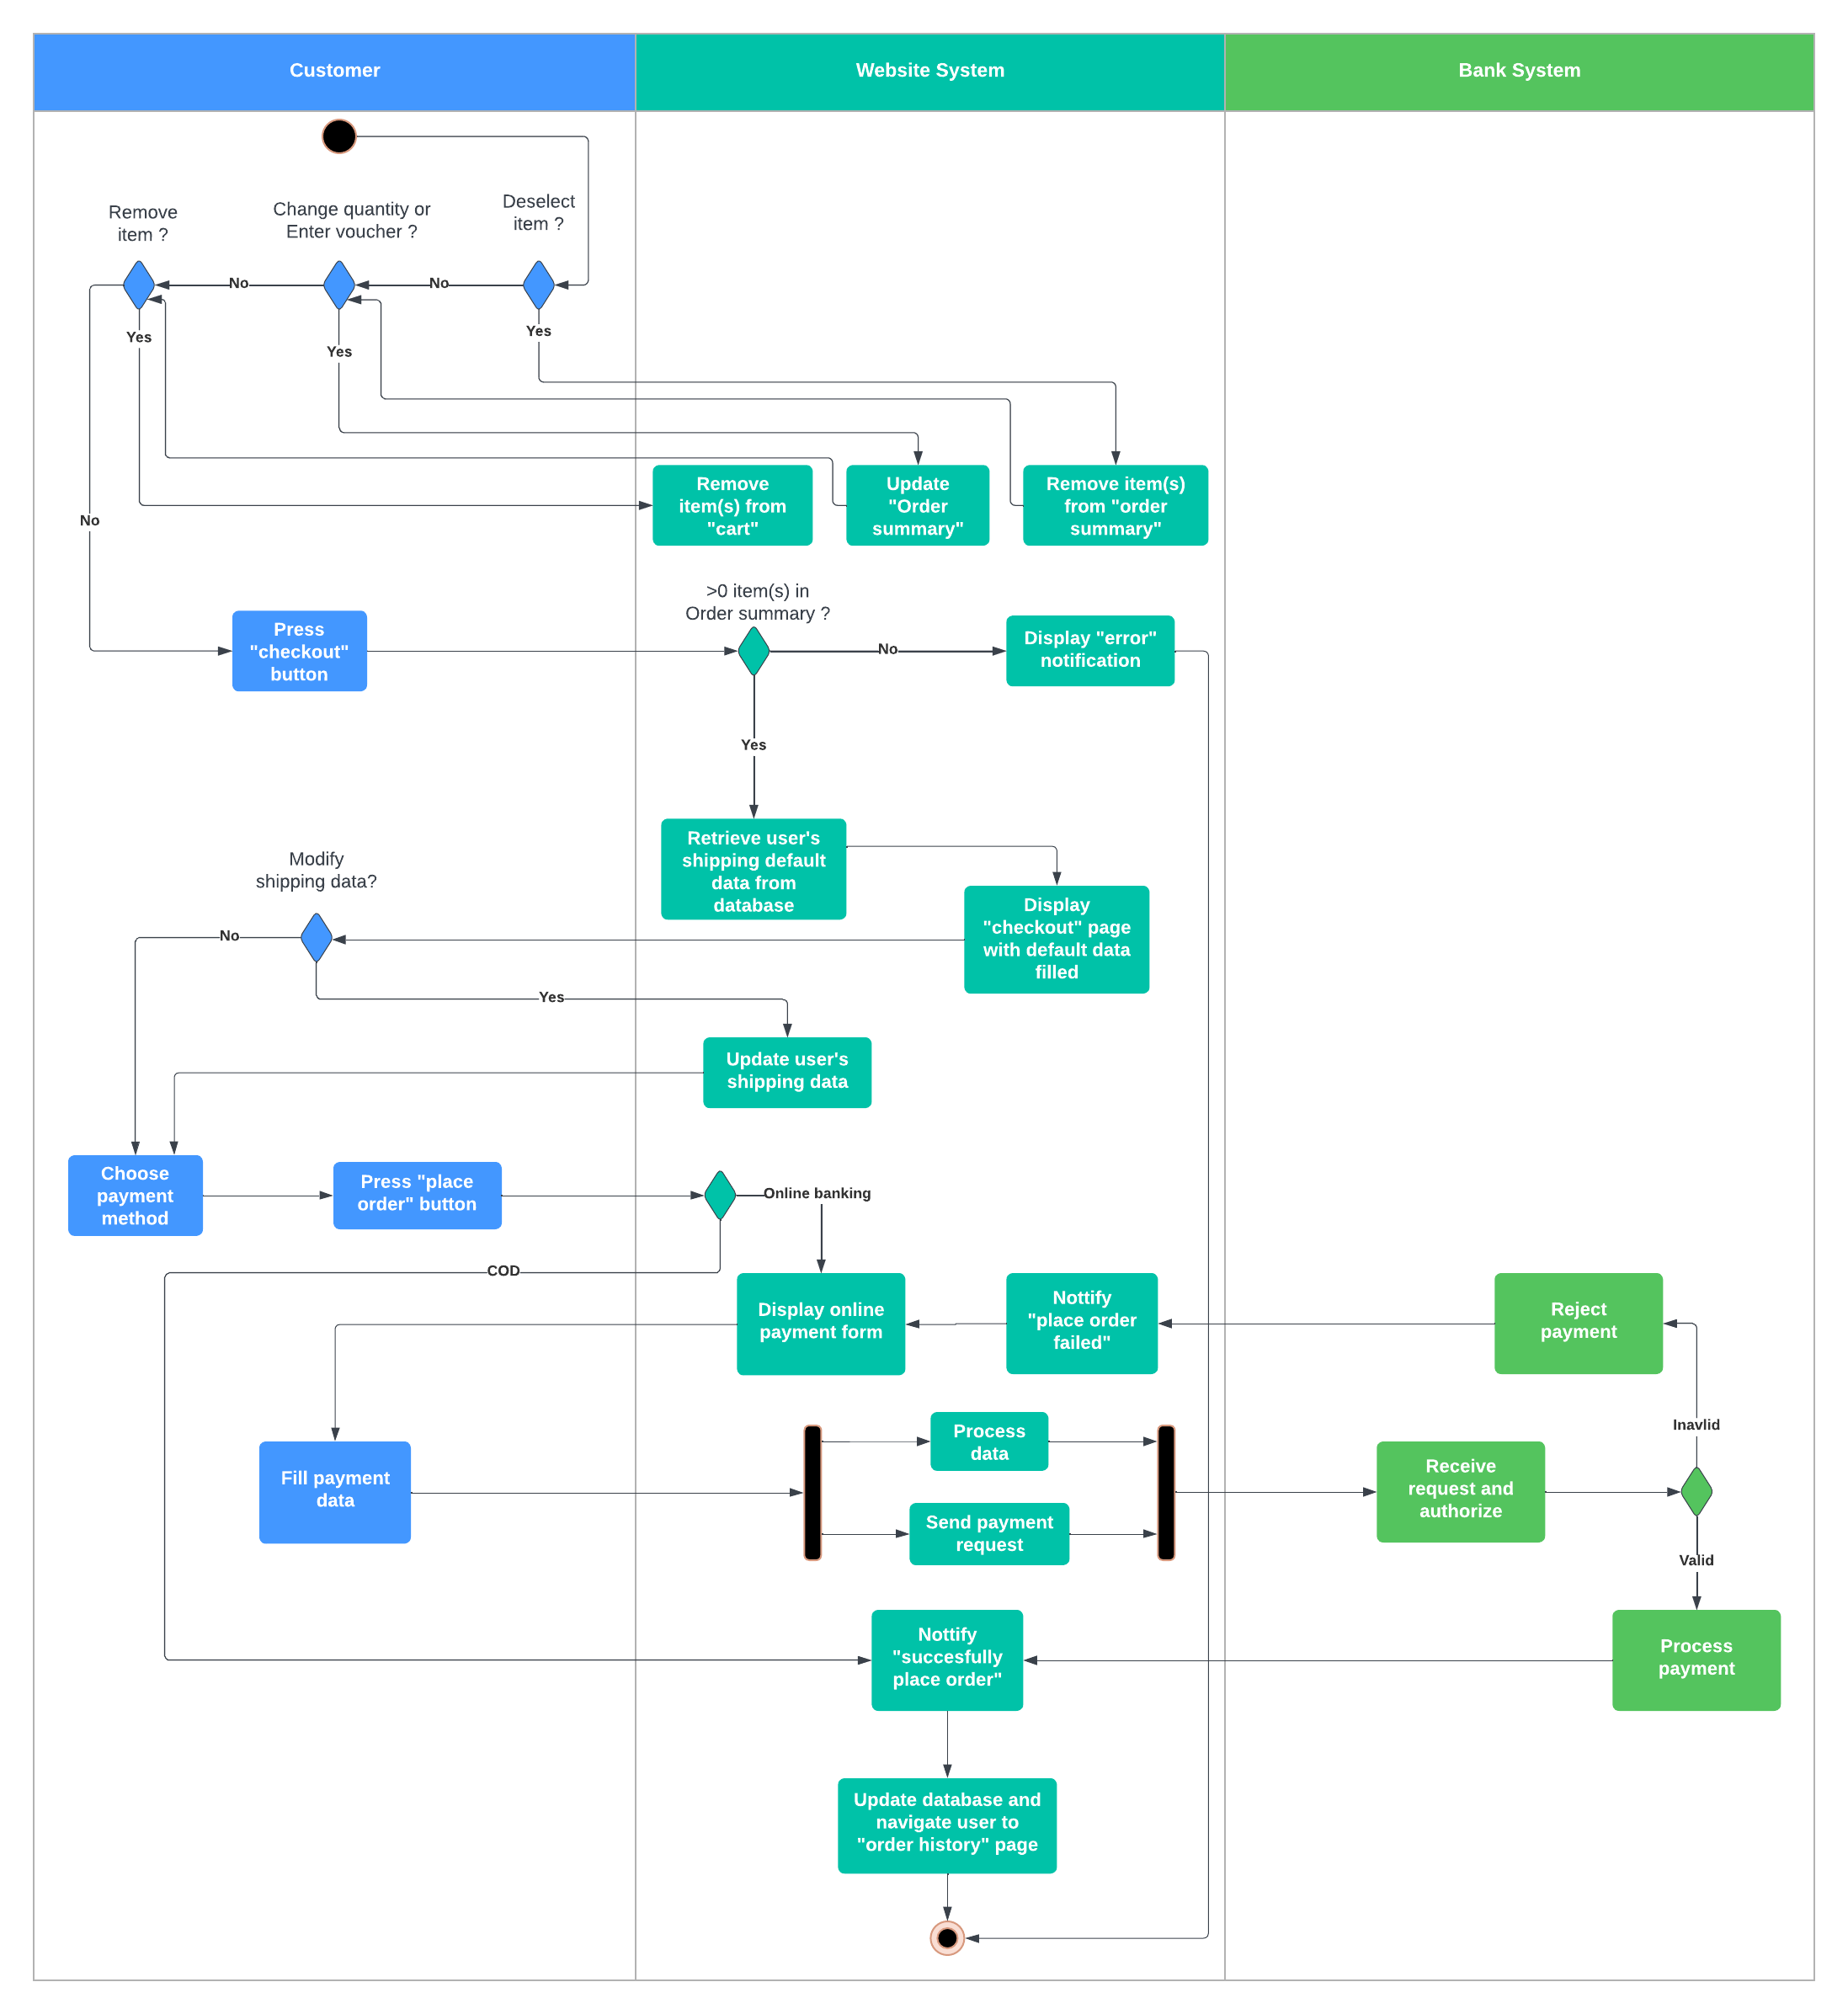 Customer
Website System
Bank System
Deselect
item ?
Change quantity or
Enter voucher ?
Remove
item ?
No
No
Yes
Yes
Yes
Remove
item(s) from
"cart"
Update
"Order
summary"
Remove item(s)
from "order
summary"
No
>0 item(s) in
Order summary ?
Press
"checkout"
button
No
Display "error"
notification
Yes
Retrieve user's
shipping default
data from
database
Modify
shipping data?
Display
"checkout" page
with default data
filled
No
Yes
Update user's
shipping data
Choose
payment
method
Press "place
order" button
Online banking
COD
Display online
payment form
Nottify
"place order
failed"
Reject
payment
Inavlid
Process
data
Fill payment
data
Receive
request and
authorize
Send payment
request
Valid
Nottify
"succesfully
place order"
Process
payment
Update database and
navigate user to
"order history" page